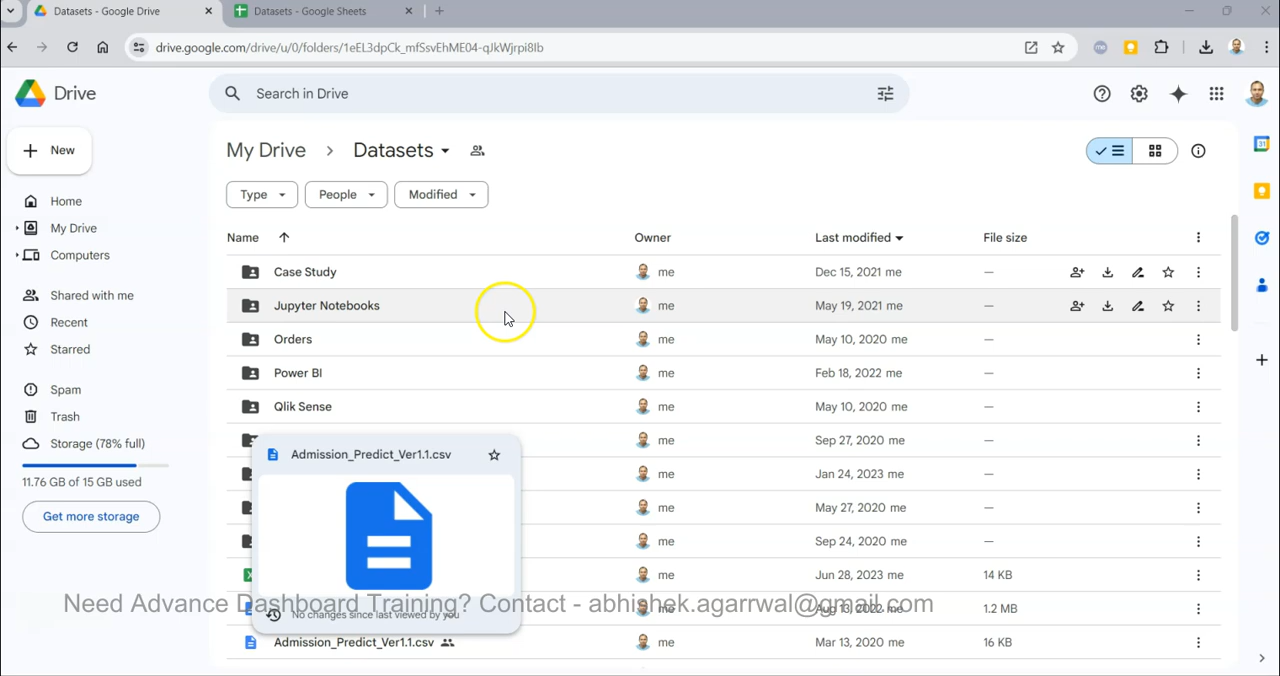 Datasets - Google Drive
Datasets - Google Sheets
drive.google.com/drive/u/0/folders/1eEL3dpCk_mfSsvEhME04-qJkWjrpi8Ib
Drive
Search in Drive
New
My Drive > Datasets
Type People Modified
Home
My Drive
Computers
Shared with me
Recent
Starred
Spam
Trash
Storage (78% full)
11.76 GB of 15 GB used
Get more storage
Name Owner Last modified File size
Case Study me Dec 15, 2021 me —
Jupyter Notebooks me May 19, 2021 me —
Orders me May 10, 2020 me —
Power BI me Feb 18, 2022 me —
Qlik Sense me May 10, 2020 me —
me Sep 27, 2020 me —
Admission_Predict_Ver1.1.csv
me Jan 24, 2023 me —
me May 27, 2020 me —
me Sep 24, 2020 me —
me Jun 28, 2023 me 14 KB
me Aug 13, 2022 me 1.2 MB
Need Advance Dashboard Training? Contact - abhishek.agarrwal@gmail.com
No changes since last viewed by you
Admission_Predict_Ver1.1.csv me Mar 13, 2020 me 16 KB
31